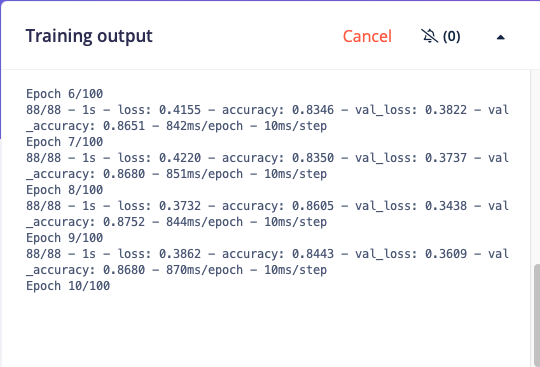 Training output
Cancel
(0)
Epoch 6/100
88/88 – 1s – loss: 0.4155 – accuracy: 0.8346 – val_loss: 0.3822 – val
_accuracy: 0.8651 – 842ms/epoch – 10ms/step
Epoch 7/100
88/88 – 1s – loss: 0.4220 – accuracy: 0.8350 – val_loss: 0.3737 – val
_accuracy: 0.8680 – 851ms/epoch – 10ms/step
Epoch 8/100
88/88 – 1s – loss: 0.3732 – accuracy: 0.8605 – val_loss: 0.3438 – val
_accuracy: 0.8752 – 844ms/epoch – 10ms/step
Epoch 9/100
88/88 – 1s – loss: 0.3862 – accuracy: 0.8443 – val_loss: 0.3609 – val
_accuracy: 0.8680 – 870ms/epoch – 10ms/step
Epoch 10/100